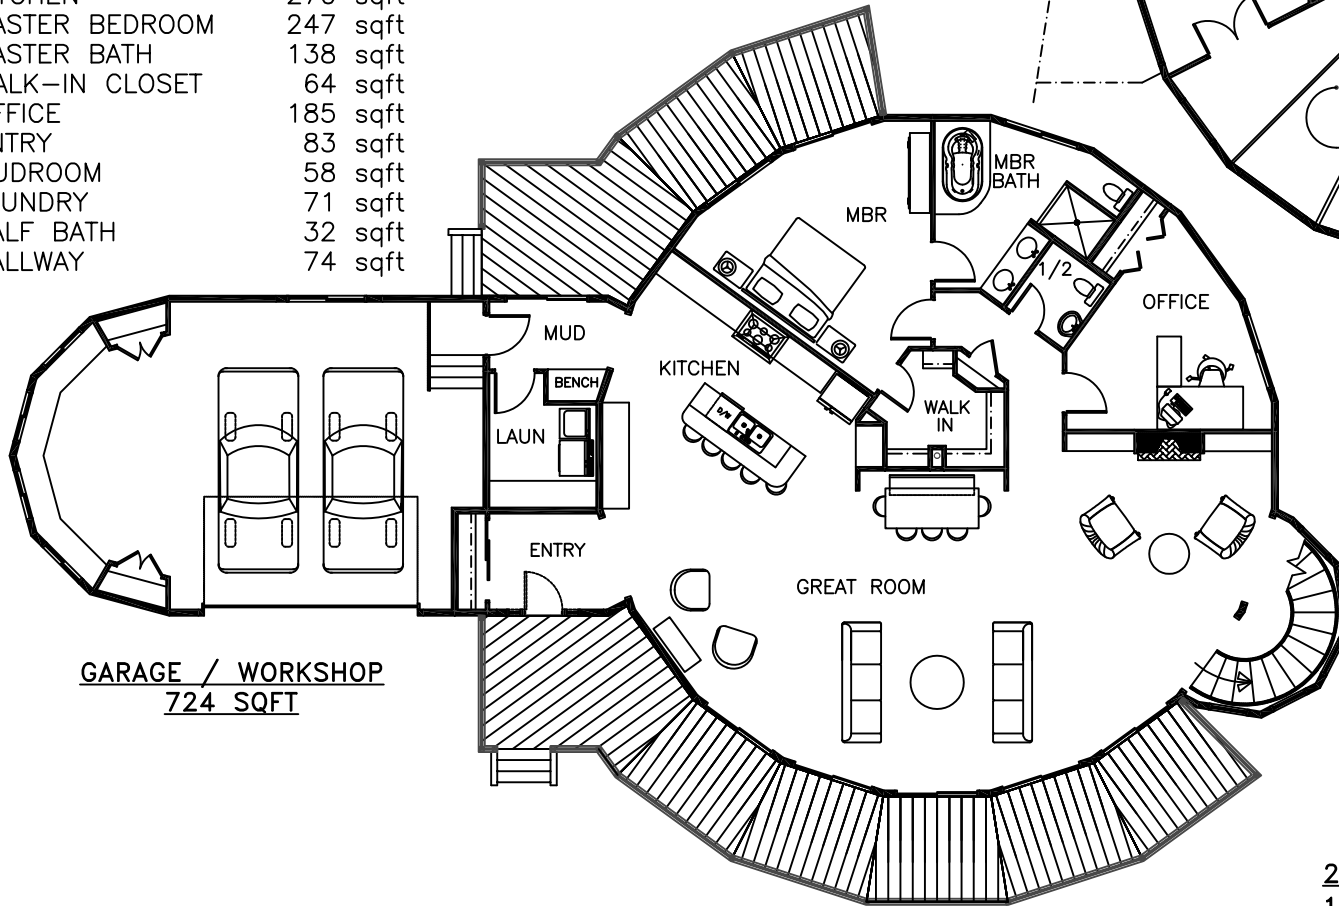 ASTER BEDROOM 247 sqft
ASTER BATH 138 sqft
ALK-IN CLOSET 64 sqft
FFICE 185 sqft
NTRY 83 sqft
UDROOM 58 sqft
UNDRY 71 sqft
ALF BATH 32 sqft
ALLWAY 74 sqft
MBR
BATH
MBR
1/2
OFFICE
MUD
KITCHEN
BENCH
D/W
WALK
IN
LAUN
ENTRY
GREAT ROOM
GARAGE / WORKSHOP
724 SQFT
2